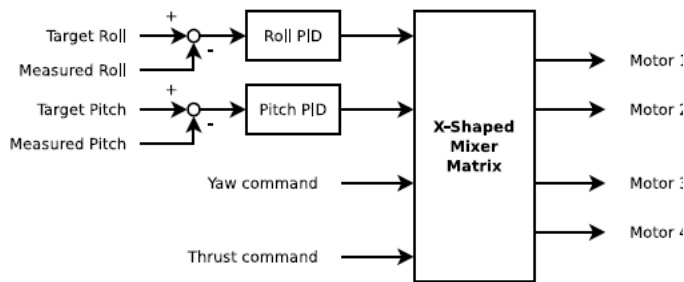 Target Roll
+
-
Roll PID
Measured Roll
Target Pitch
+
-
Pitch PID
Measured Pitch
Yaw command
Thrust command
X-Shaped
Mixer
Matrix
Motor 1
Motor 2
Motor 3
Motor 4